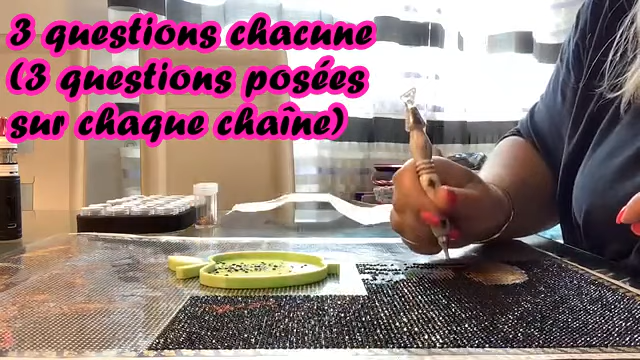 3 questions chacune
(3 questions posées
sur chaque chaîne)